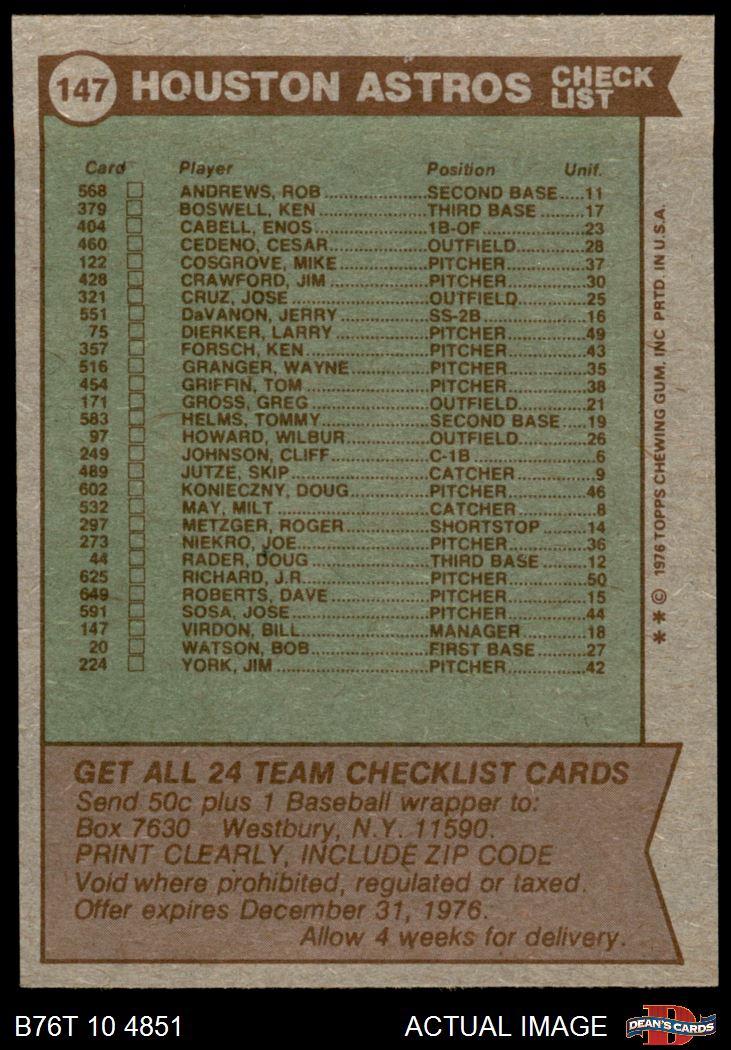 147 HOUSTON ASTROS CHECK LIST
Card Player Position Unif.
568 ANDREWS, ROB SECOND BASE 11
379 BOSWELL, KEN THIRD BASE 17
404 CABELL, ENOS 1B-OF 23
460 CEDENO, CESAR OUTFIELD 28
122 COSGROVE, MIKE PITCHER 37
428 CRAWFORD, JIM PITCHER 30
321 CRUZ, JOSE OUTFIELD 25
551 DaVANON, JERRY SS-2B 16
75 DIERKER, LARRY PITCHER 49
357 FORSCH, KEN PITCHER 43
516 GRANGER, WAYNE PITCHER 35
454 GRIFFIN, TOM PITCHER 38
171 GROSS, GREG OUTFIELD 21
583 HELMS, TOMMY SECOND BASE 19
97 HOWARD, WILBUR OUTFIELD 26
249 JOHNSON, CLIFF C-1B 6
489 JUTZE, SKIP CATCHER 9
602 KONIECZNY, DOUG PITCHER 46
532 MAY, MILT CATCHER 8
297 METZGER, ROGER SHORTSTOP 14
273 NIEKRO, JOE PITCHER 36
44 RADER, DOUG THIRD BASE 12
625 RICHARD, J.R. PITCHER 50
649 ROBERTS, DAVE PITCHER 15
591 SOSA, JOSE PITCHER 44
147 VIRDON, BILL MANAGER 18
20 WATSON, BOB FIRST BASE 27
224 YORK, JIM PITCHER 42
* * © 1976 TOPPS CHEWING GUM, INC PRTD. IN U.S.A.
GET ALL 24 TEAM CHECKLIST CARDS
Send 50c plus 1 Baseball wrapper to:
Box 7630 Westbury, N.Y. 11590.
PRINT CLEARLY, INCLUDE ZIP CODE
Void where prohibited, regulated or taxed.
Offer expires December 31, 1976.
Allow 4 weeks for delivery.
B76T 10 4851 ACTUAL IMAGE D DEAN'S CARDS